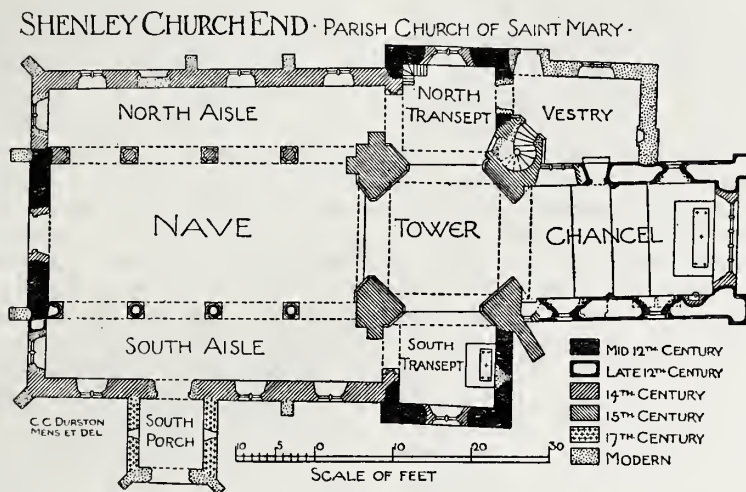 SHENLEY CHURCH END · PARISH CHURCH OF SAINT MARY ·
NORTH AISLE
NORTH
TRANSEPT
VESTRY
NAVE
TOWER
CHANCEL
SOUTH AISLE
SOUTH
TRANSEPT
SOUTH
PORCH
C C DURSTON
MENS ET DEL
MID 12TH CENTURY
LATE 12TH CENTURY
14TH CENTURY
15TH CENTURY
17TH CENTURY
MODERN
10 5 0 10 20 30
SCALE OF FEET